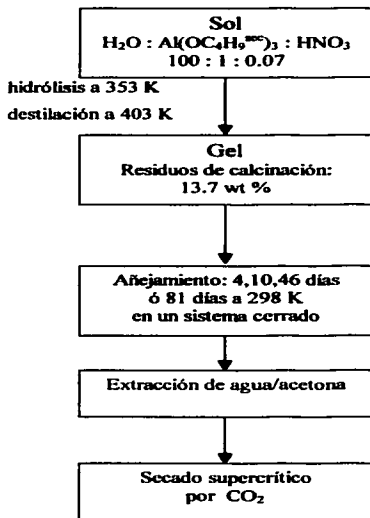 Sol
H₂O : Al(OC₄H₉ˢᵉᶜ)₃ : HNO₃
100 : 1 : 0.07
hidrólisis a 353 K
destilación a 403 K
Gel
Residuos de calcinación:
13.7 wt %
Añejamiento: 4,10,46 días
ó 81 días a 298 K
en un sistema cerrado
Extracción de agua/acetona
Secado supercrítico
por CO₂